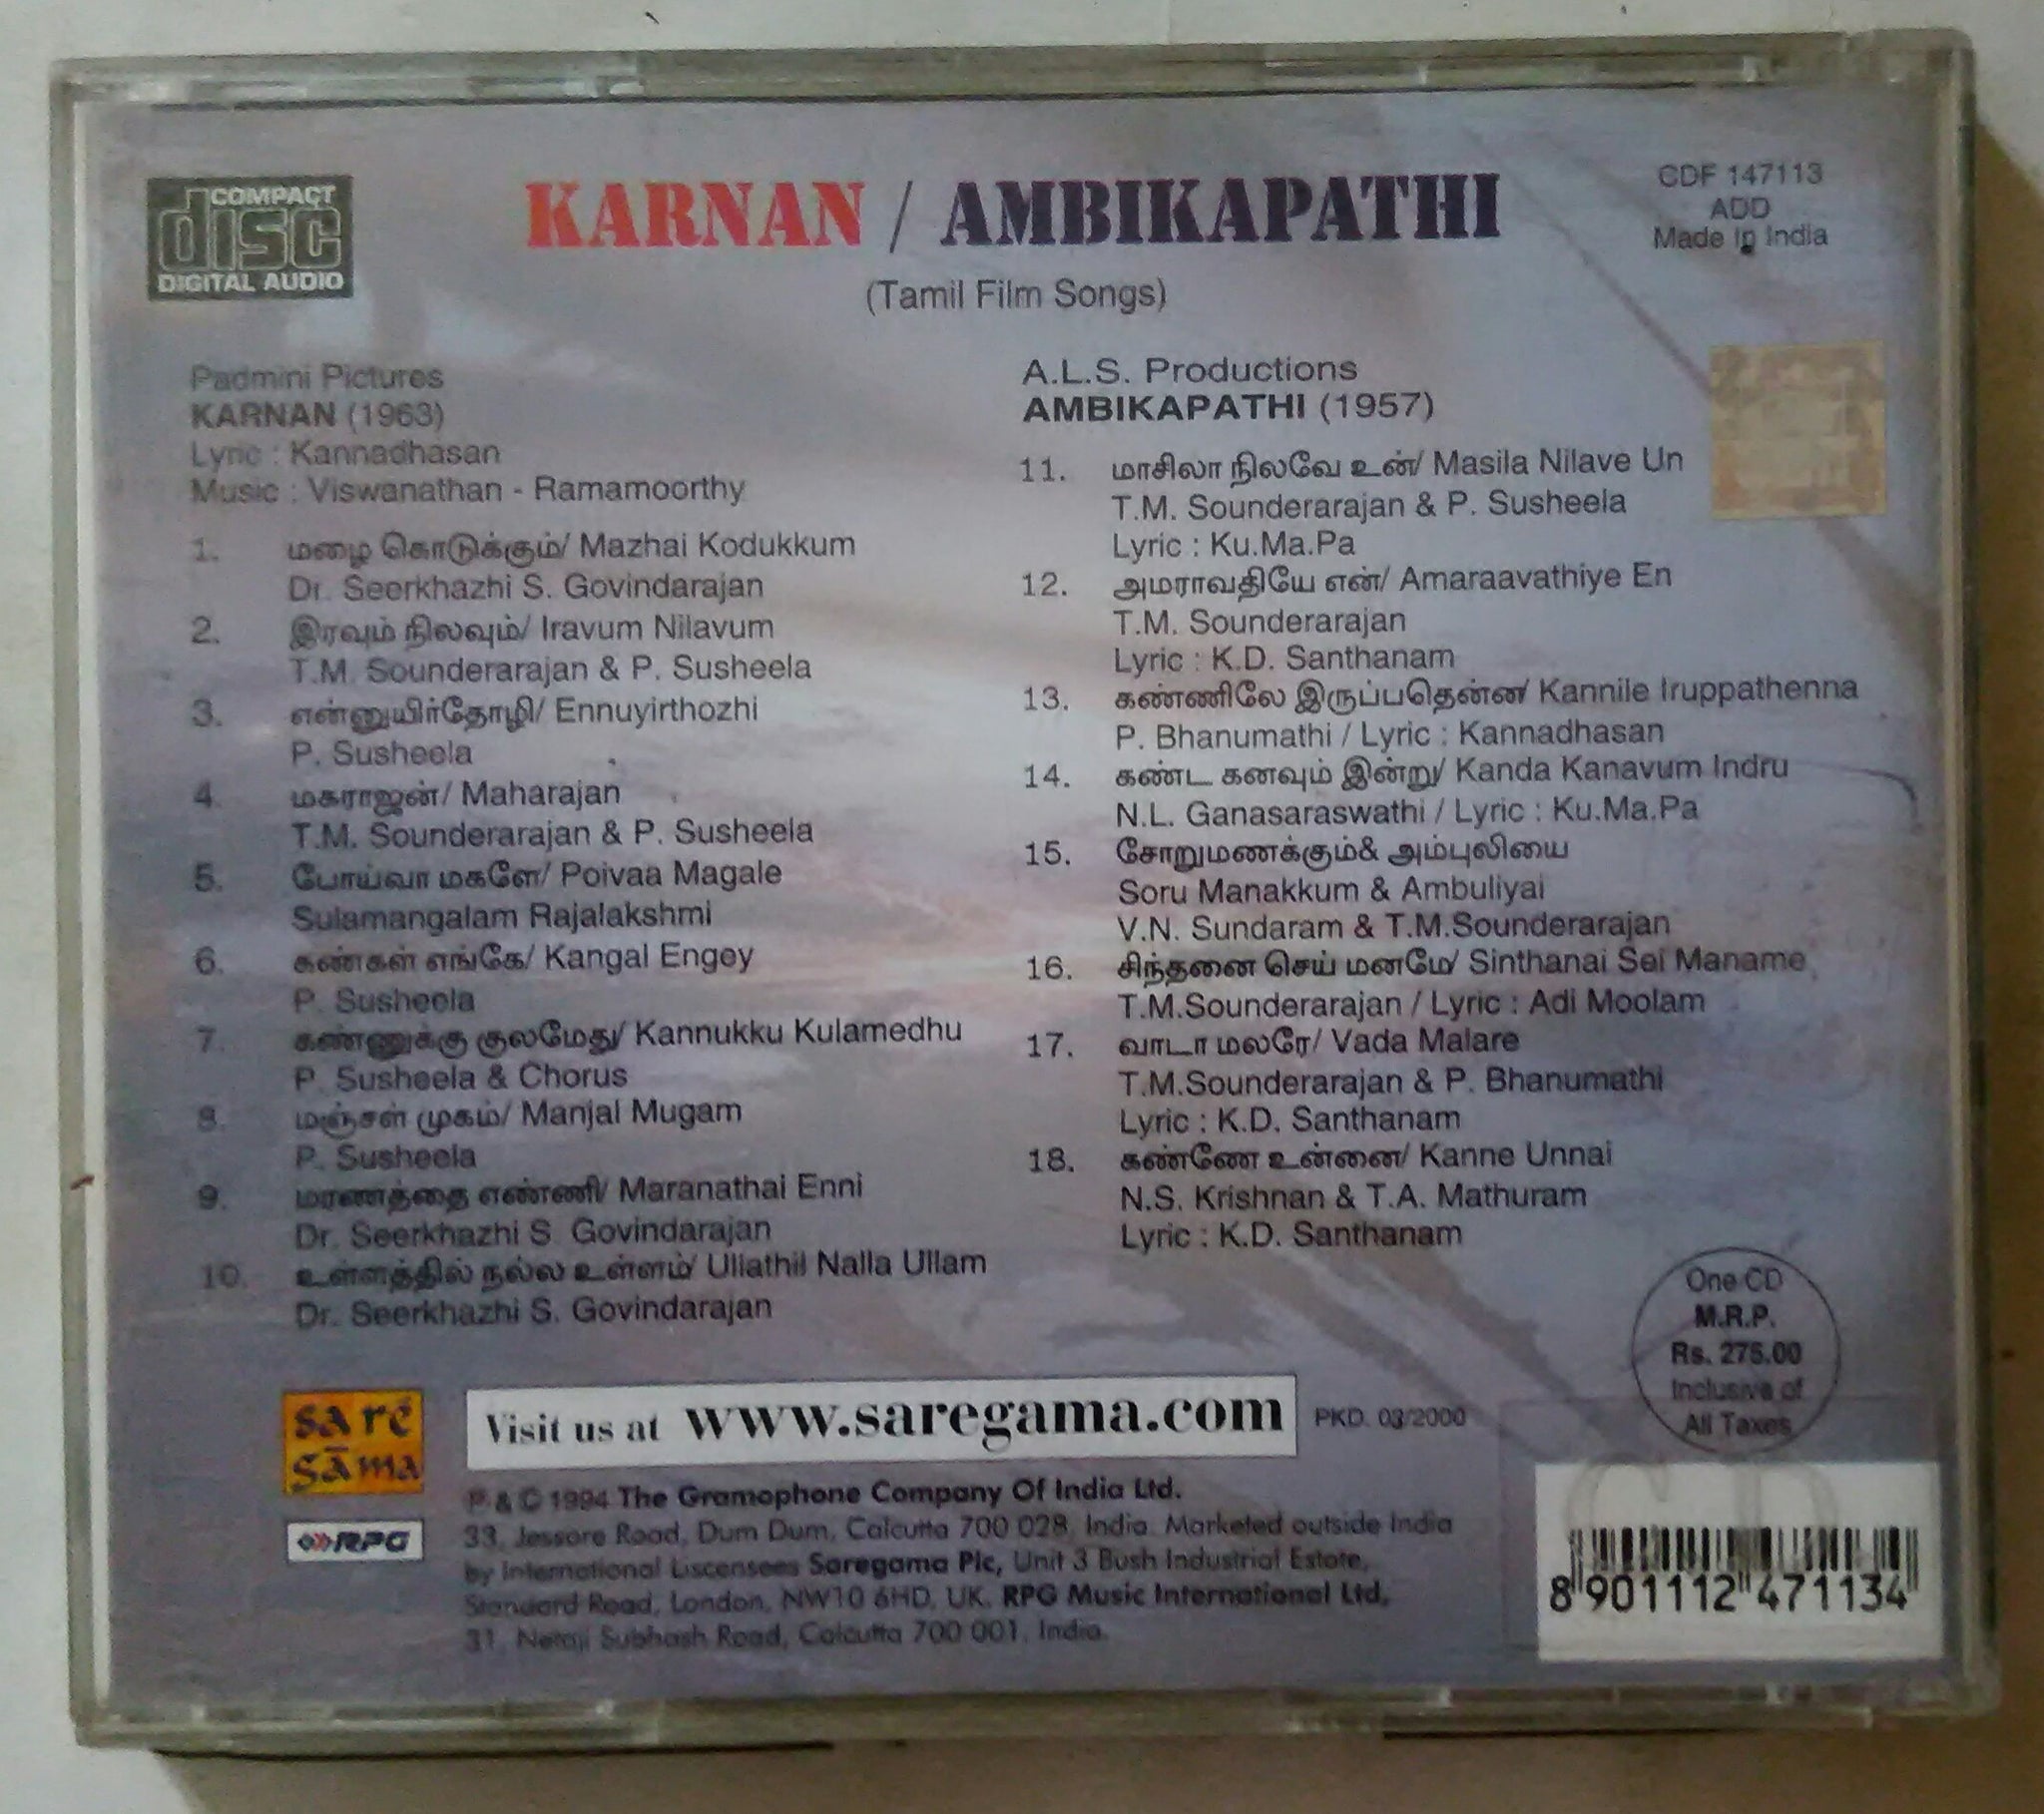 COMPACT
disc
DIGITAL AUDIO
KARNAN / AMBIKAPATHI
(Tamil Film Songs)
CDF 147113
ADD
Made In India
Padmini Pictures
KARNAN (1963)
Lyric : Kannadhasan
Music : Viswanathan - Ramamoorthy
1. மழை கொடுக்கும்/ Mazhai Kodukkum
Dr. Seerkhazhi S. Govindarajan
2. இரவும் நிலவும்/ Iravum Nilavum
T.M. Sounderarajan & P. Susheela
3. என்னுயிர்தோழி/ Ennuyirthozhi
P. Susheela
4. மகராஜன்/ Maharajan
T.M. Sounderarajan & P. Susheela
5. போய்வா மகளே/ Poivaa Magale
Sulamangalam Rajalakshmi
6. கண்கள் எங்கே/ Kangal Engey
P. Susheela
7. கண்ணுக்கு குலமேது/ Kannukku Kulamedhu
P. Susheela & Chorus
8. மஞ்சள் முகம்/ Manjal Mugam
P. Susheela
9. மரணத்தை எண்ணி/ Maranathai Enni
Dr. Seerkhazhi S. Govindarajan
10. உள்ளத்தில் நல்ல உள்ளம்/ Ullathil Nalla Ullam
Dr. Seerkhazhi S. Govindarajan
A.L.S. Productions
AMBIKAPATHI (1957)
11. மாசிலா நிலவே உன்/ Masila Nilave Un
T.M. Sounderarajan & P. Susheela
Lyric : Ku.Ma.Pa
12. அமராவதியே என்/ Amaraavathiye En
T.M. Sounderarajan
Lyric : K.D. Santhanam
13. கண்ணிலே இருப்பதென்ன/ Kannile Iruppathenna
P. Bhanumathi / Lyric : Kannadhasan
14. கண்ட கனவும் இன்று/ Kanda Kanavum Indru
N.L. Ganasaraswathi / Lyric : Ku.Ma.Pa
15. சோறுமணக்கும்& அம்புலியை
Soru Manakkum & Ambuliyai
V.N. Sundaram & T.M.Sounderarajan
16. சிந்தனை செய் மனமே/ Sinthanai Sei Maname
T.M.Sounderarajan / Lyric : Adi Moolam
17. வாடா மலரே/ Vada Malare
T.M.Sounderarajan & P. Bhanumathi
Lyric : K.D. Santhanam
18. கண்ணே உன்னை/ Kanne Unnai
N.S. Krishnan & T.A. Mathuram
Lyric : K.D. Santhanam
One CD
M.R.P.
Rs. 275.00
Inclusive of
All Taxes
sa re
gāma
RPG
Visit us at www.saregama.com
PKD. 03/2000
P & C 1994 The Gramophone Company Of India Ltd.
33, Jessore Road, Dum Dum, Calcutta 700 028, India. Marketed outside India
by International Liscensees Saregama Plc, Unit 3 Bush Industrial Estate,
Standard Road, London, NW10 6HD, UK. RPG Music International Ltd,
31, Netaji Subhash Road, Calcutta 700 001, India.
CD
8 901112 471134